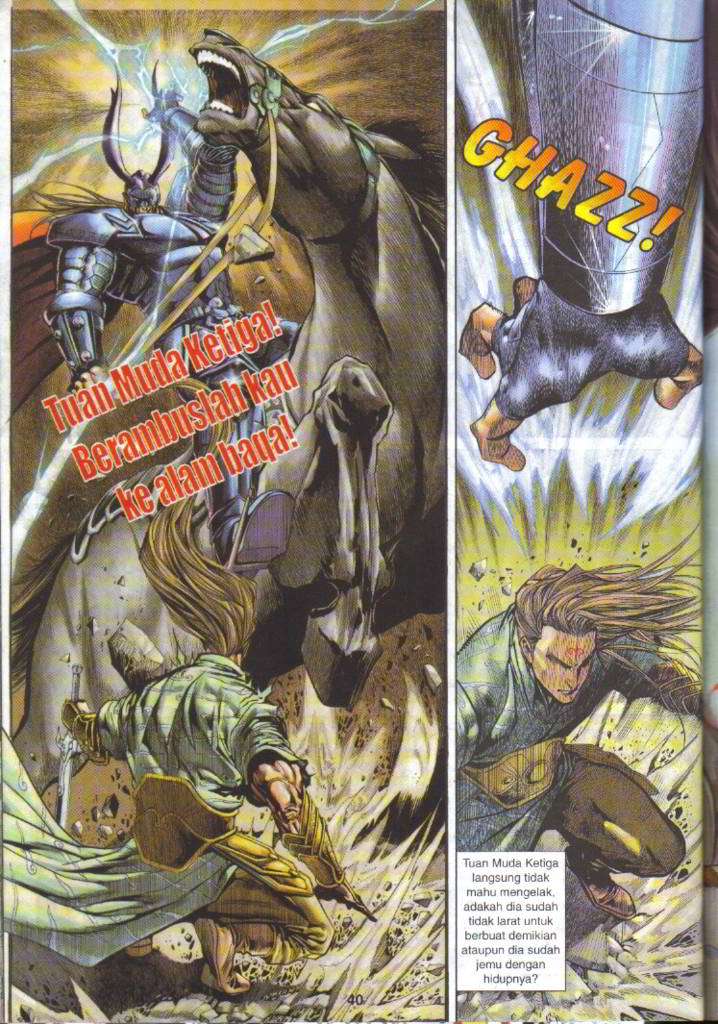 Tuan Muda Ketiga!
Berambuslah kau
ke alam baqa!
GHAZZ!
Tuan Muda Ketiga
langsung tidak
mahu mengelak,
adakah dia sudah
tidak larat untuk
berbuat demikian
ataupun dia sudah
jemu dengan
hidupnya?
40